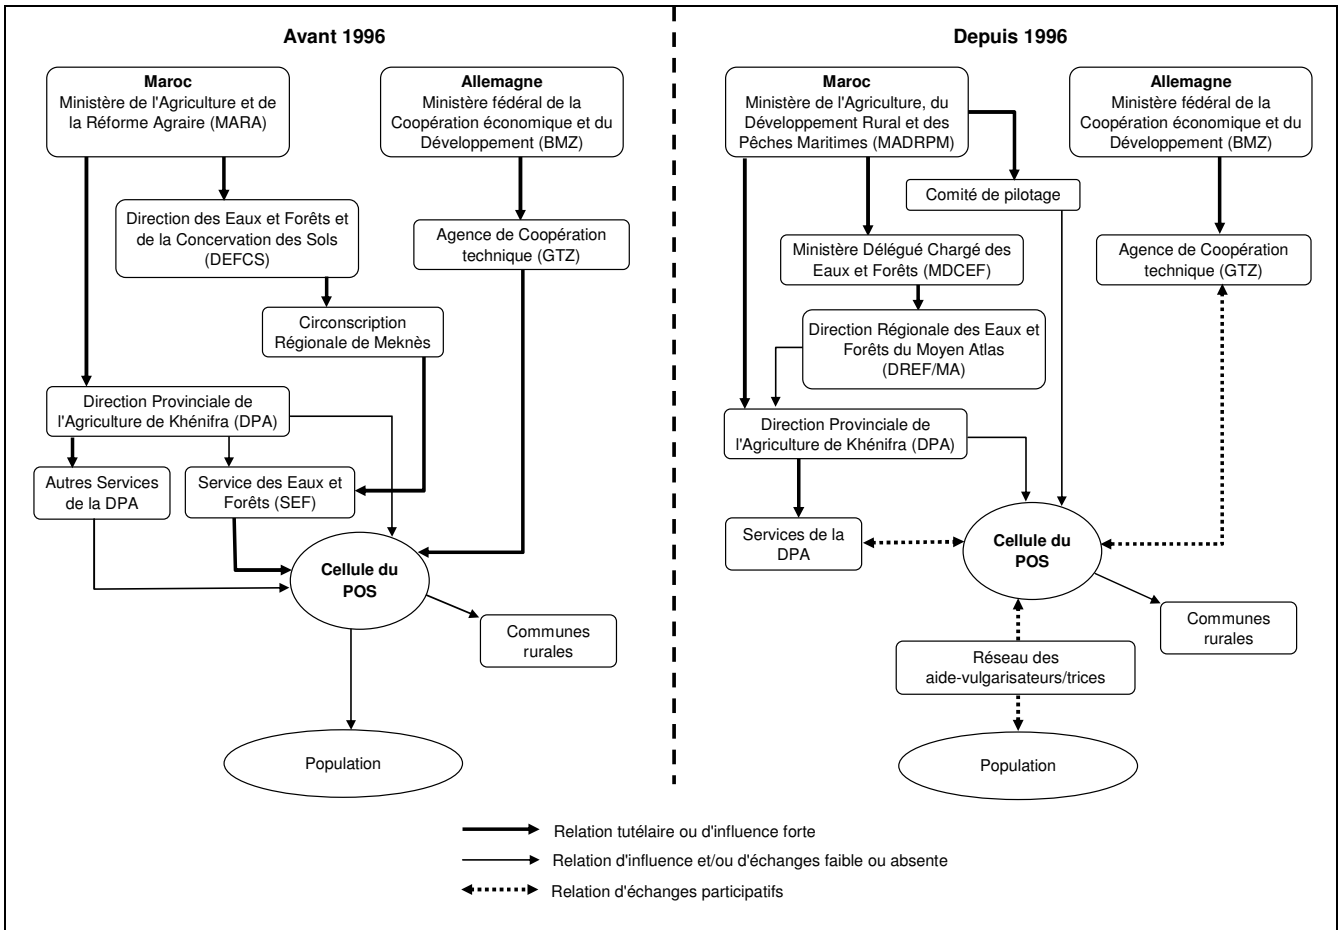 Avant 1996
Maroc
Ministère de l'Agriculture et de
la Réforme Agraire (MARA)
Allemagne
Ministère fédéral de la
Coopération économique et du
Développement (BMZ)
Direction des Eaux et Forêts et
de la Concervation des Sols
(DEFCS)
Agence de Coopération
technique (GTZ)
Circonscription
Régionale de Meknès
Direction Provinciale de
l'Agriculture de Khénifra (DPA)
Autres Services
de la DPA
Service des Eaux et
Forêts (SEF)
Cellule du
POS
Communes
rurales
Population
Depuis 1996
Maroc
Ministère de l'Agriculture, du
Développement Rural et des
Pêches Maritimes (MADRPM)
Allemagne
Ministère fédéral de la
Coopération économique et du
Développement (BMZ)
Comité de pilotage
Ministère Délégué Chargé des
Eaux et Forêts (MDCEF)
Agence de Coopération
technique (GTZ)
Direction Régionale des Eaux et
Forêts du Moyen Atlas
(DREF/MA)
Direction Provinciale de
l'Agriculture de Khénifra (DPA)
Services de la
DPA
Cellule du
POS
Communes
rurales
Réseau des
aide-vulgarisateurs/trices
Population
Relation tutélaire ou d'influence forte
Relation d'influence et/ou d'échanges faible ou absente
Relation d'échanges participatifs